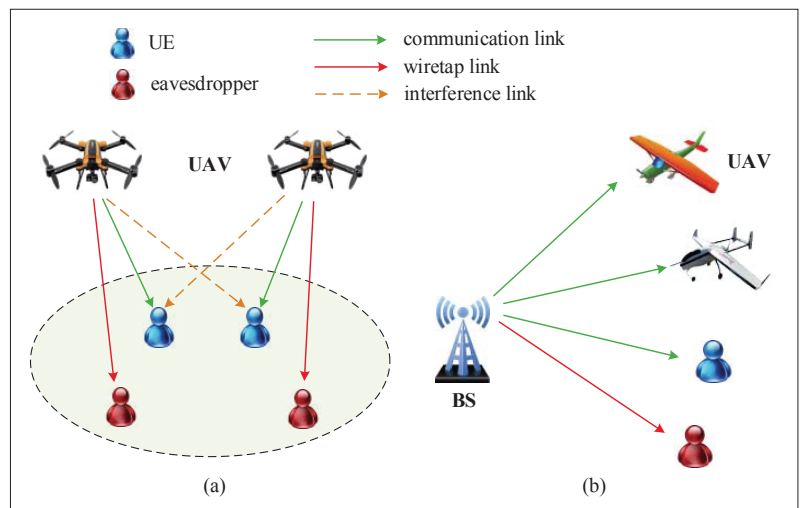 UE
eavesdropper
communication link
wiretap link
interference link
UAV
UAV
BS
(a)
(b)